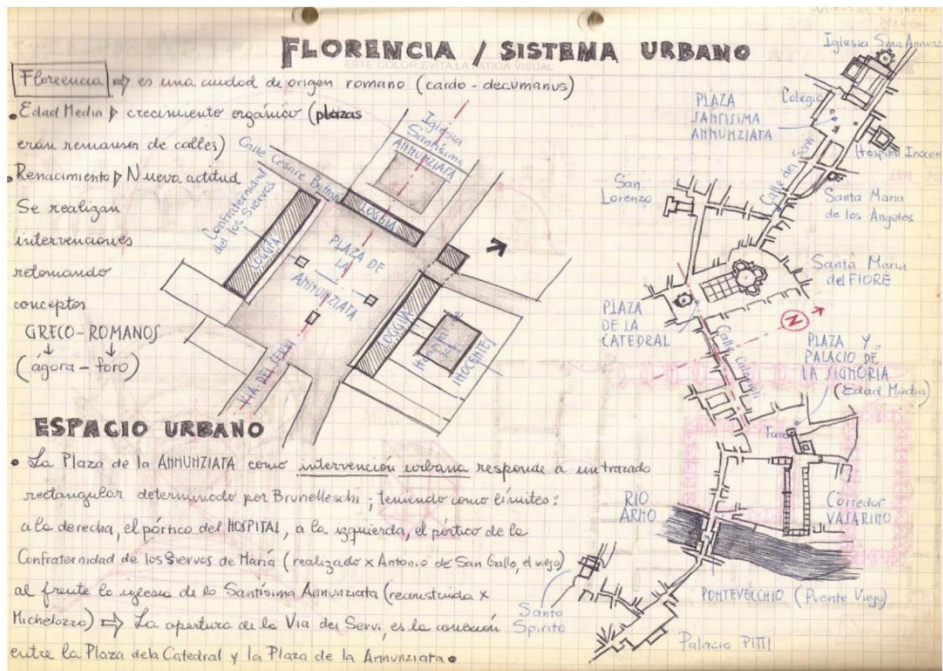 FLORENCIA / SISTEMA URBANO
ESTE COLOR EVITA LA FATIGA VISUAL
Florencia ⇒ es una ciudad de origen romano (cardo - decumanus)
• Edad Media ▷ crecimiento orgánico (plazas
eran remansos de calles)
• Renacimiento ▷ Nueva actitud
Se realizan
intervenciones
retomando
conceptos
GRECO-ROMANOS
↓ ↓
(ágora - foro)
Calle Cesare Battisti
Iglesia
Santísima
ANNUNZIATA
Confraternidad
de los Siervos
LOGGIA
LOGGIA
PLAZA DE
LA
ANNUNZIATA
LOGGIA
INOCENTES
VIA DEI SERVI
ESPACIO URBANO
• La Plaza de la ANNUNZIATA como intervención urbana responde a un trazado
rectangular determinado por Brunelleschi; teniendo como límites:
a la derecha, el pórtico del HOSPITAL, a la izquierda, el pórtico de la
Confraternidad de los Siervos de María (realizado x Antonio de San Gallo, el viejo)
al frente la iglesia de la Santísima Annunziata (reconstruida x
Michelozzo) ⇒ La apertura de la Via dei Servi, es la conexión
entre la Plaza de la Catedral y la Plaza de la Annunziata •
Iglesia Sma Annunz
PLAZA
SANTISIMA
ANNUNZIATA
Colegio
Hospital Inocen
Calle dei Servi
San
Lorenzo
Santa Maria
de los Angeles
Santa Maria
del FIORE
PLAZA
DE LA
CATEDRAL
N
Calle Calzaiuoli
PLAZA Y
PALACIO DE
LA SIGNORIA
(Edad Media)
Torre
RIO
ARNO
Corredor
VASARINO
PONTEVECCHIO (Puente Viejo)
Santo
Spirito
Palacio PITTI